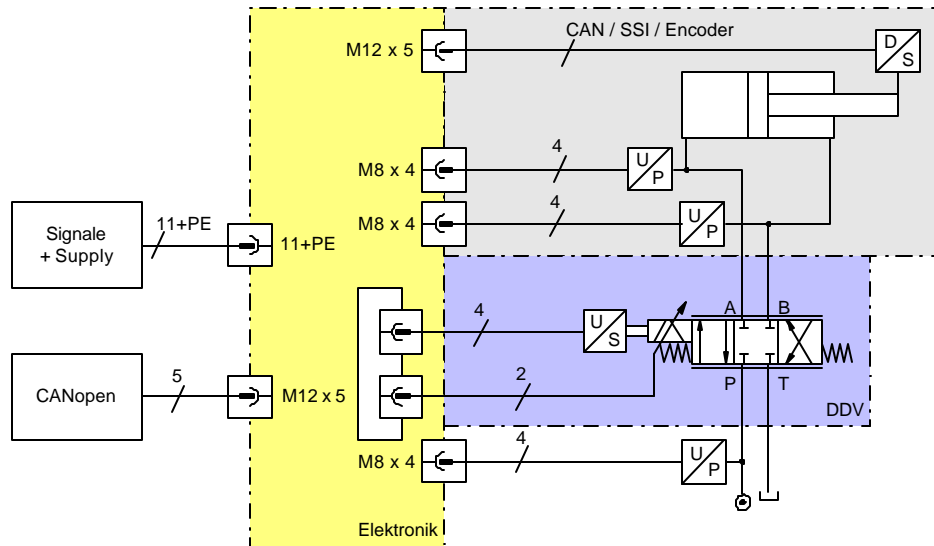 CAN / SSI / Encoder
M12 x 5
D
S
4
M8 x 4
U
P
4
M8 x 4
U
P
Signale
+ Supply
11+PE
11+PE
A
B
4
U
S
CANopen
5
M12 x 5
2
P
T
DDV
4
M8 x 4
U
P
Elektronik